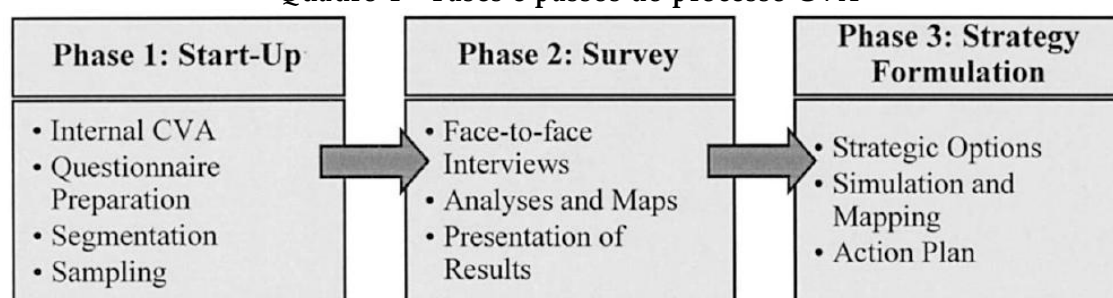 Phase 1: Start-Up
• Internal CVA
• Questionnaire
Preparation
• Segmentation
• Sampling
Phase 2: Survey
• Face-to-face
Interviews
• Analyses and Maps
• Presentation of
Results
Phase 3: Strategy
Formulation
• Strategic Options
• Simulation and
Mapping
• Action Plan